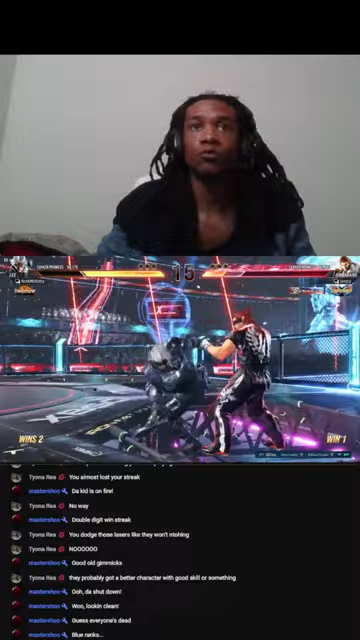 15
LEE
WINS 2
WIN 1
Tyona Rea You almost lost your streak
mastershoo Da kid is on fire!
Tyona Rea No way
mastershoo Double digit win streak
Tyona Rea You dodge those lasers like they won't ntohing
Tyona Rea NOOOOOO
mastershoo Good old gimmicks
Tyona Rea they probably got a better character with good skill or something
mastershoo Ooh, da shut down!
mastershoo Woo, lookin clean!
mastershoo Guess everyone's dead
mastershoo Blue ranks...